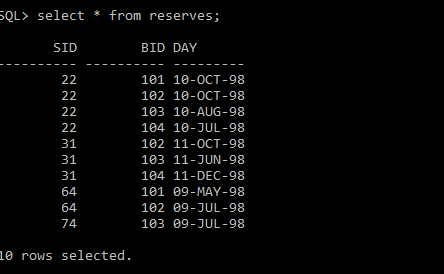 SQL> select * from reserves;
SID BID DAY
---------- ---------- ---------
22 101 10-OCT-98
22 102 10-OCT-98
22 103 10-AUG-98
22 104 10-JUL-98
31 102 11-OCT-98
31 103 11-JUN-98
31 104 11-DEC-98
64 101 09-MAY-98
64 102 09-JUL-98
74 103 09-JUL-98
10 rows selected.